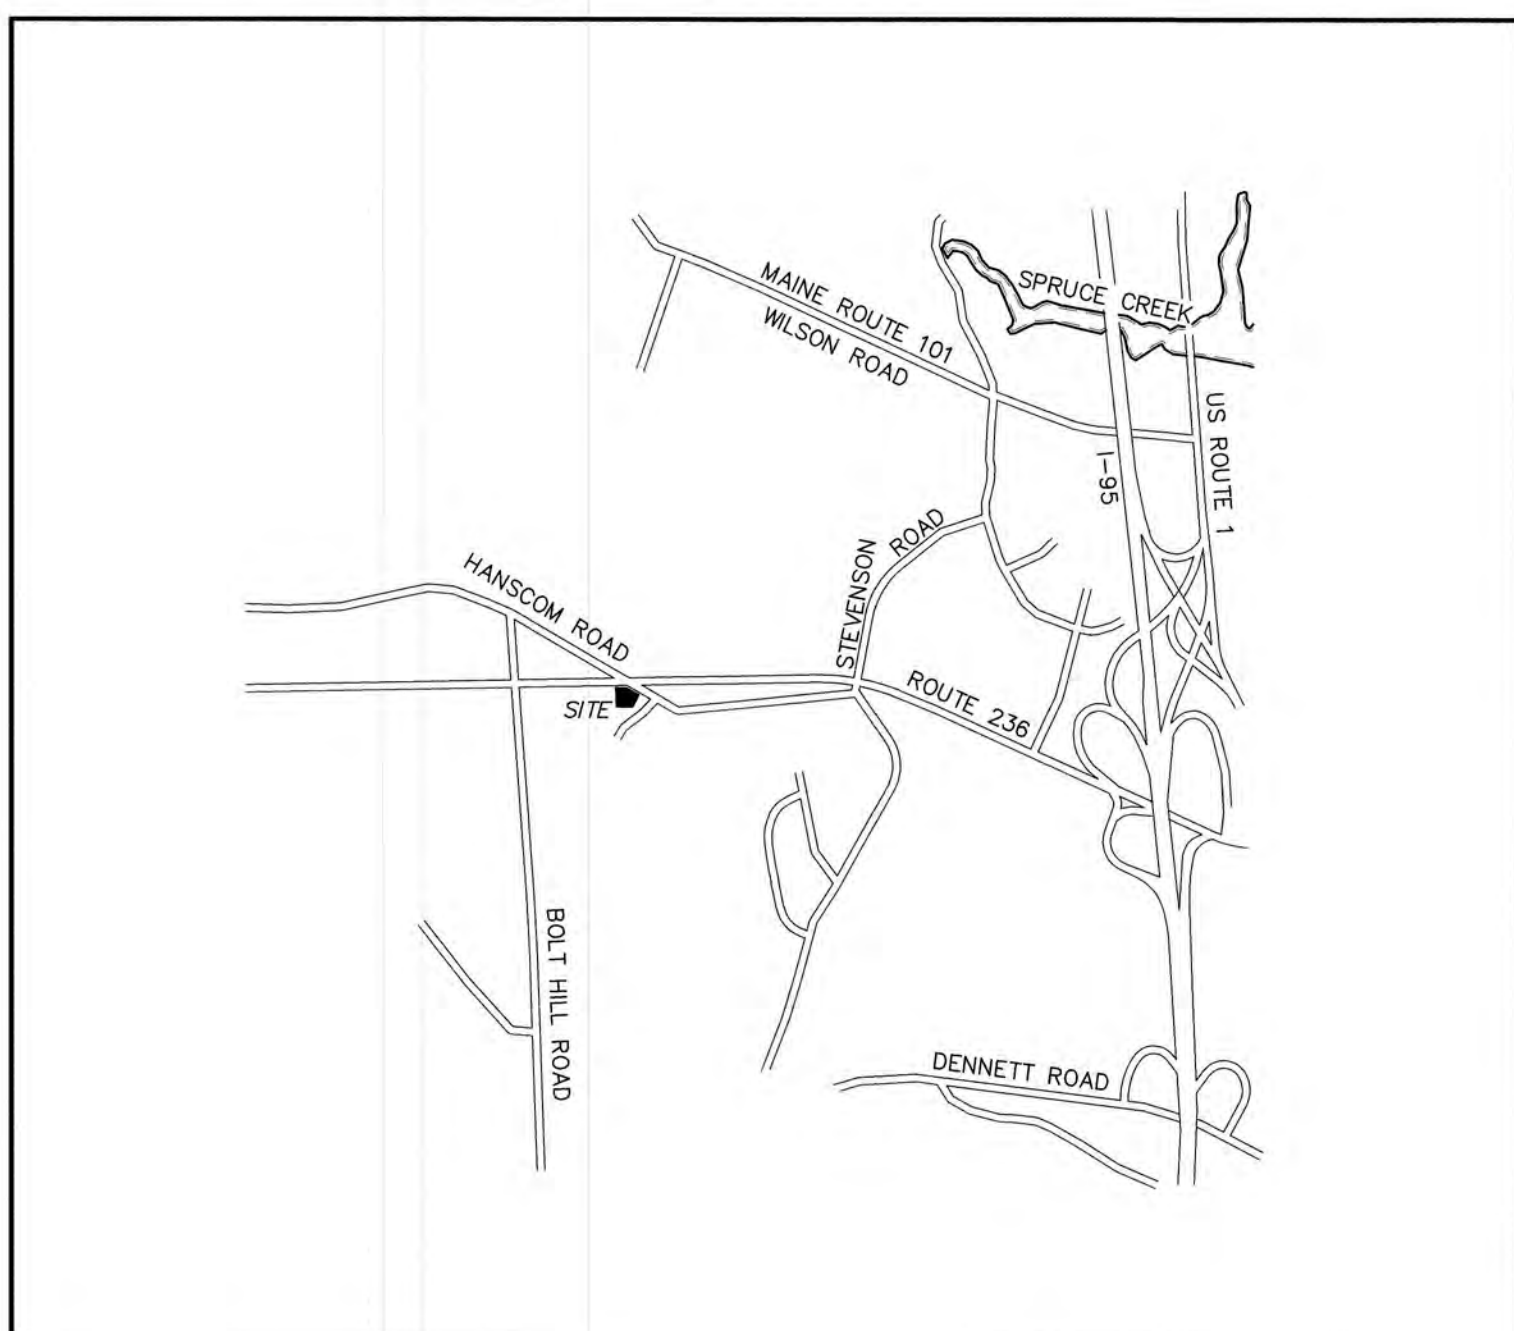 SPRUCE CREEK
MAINE ROUTE 101
WILSON ROAD
US ROUTE 1
I-95
STEVENSON ROAD
HANSCOM ROAD
ROUTE 236
SITE
BOLT HILL ROAD
DENNETT ROAD